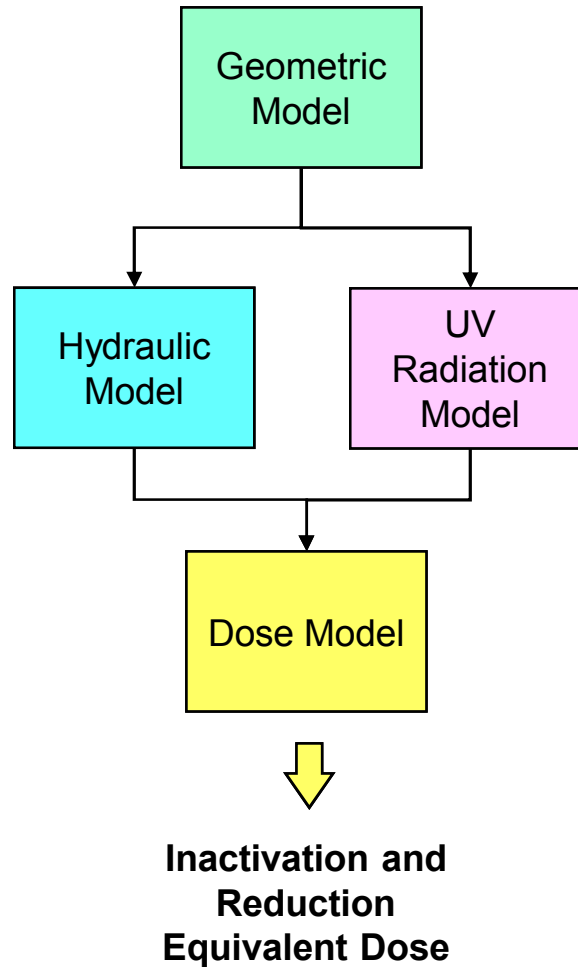 Geometric
Model
Hydraulic
Model
UV
Radiation
Model
Dose Model
Inactivation and
Reduction
Equivalent Dose